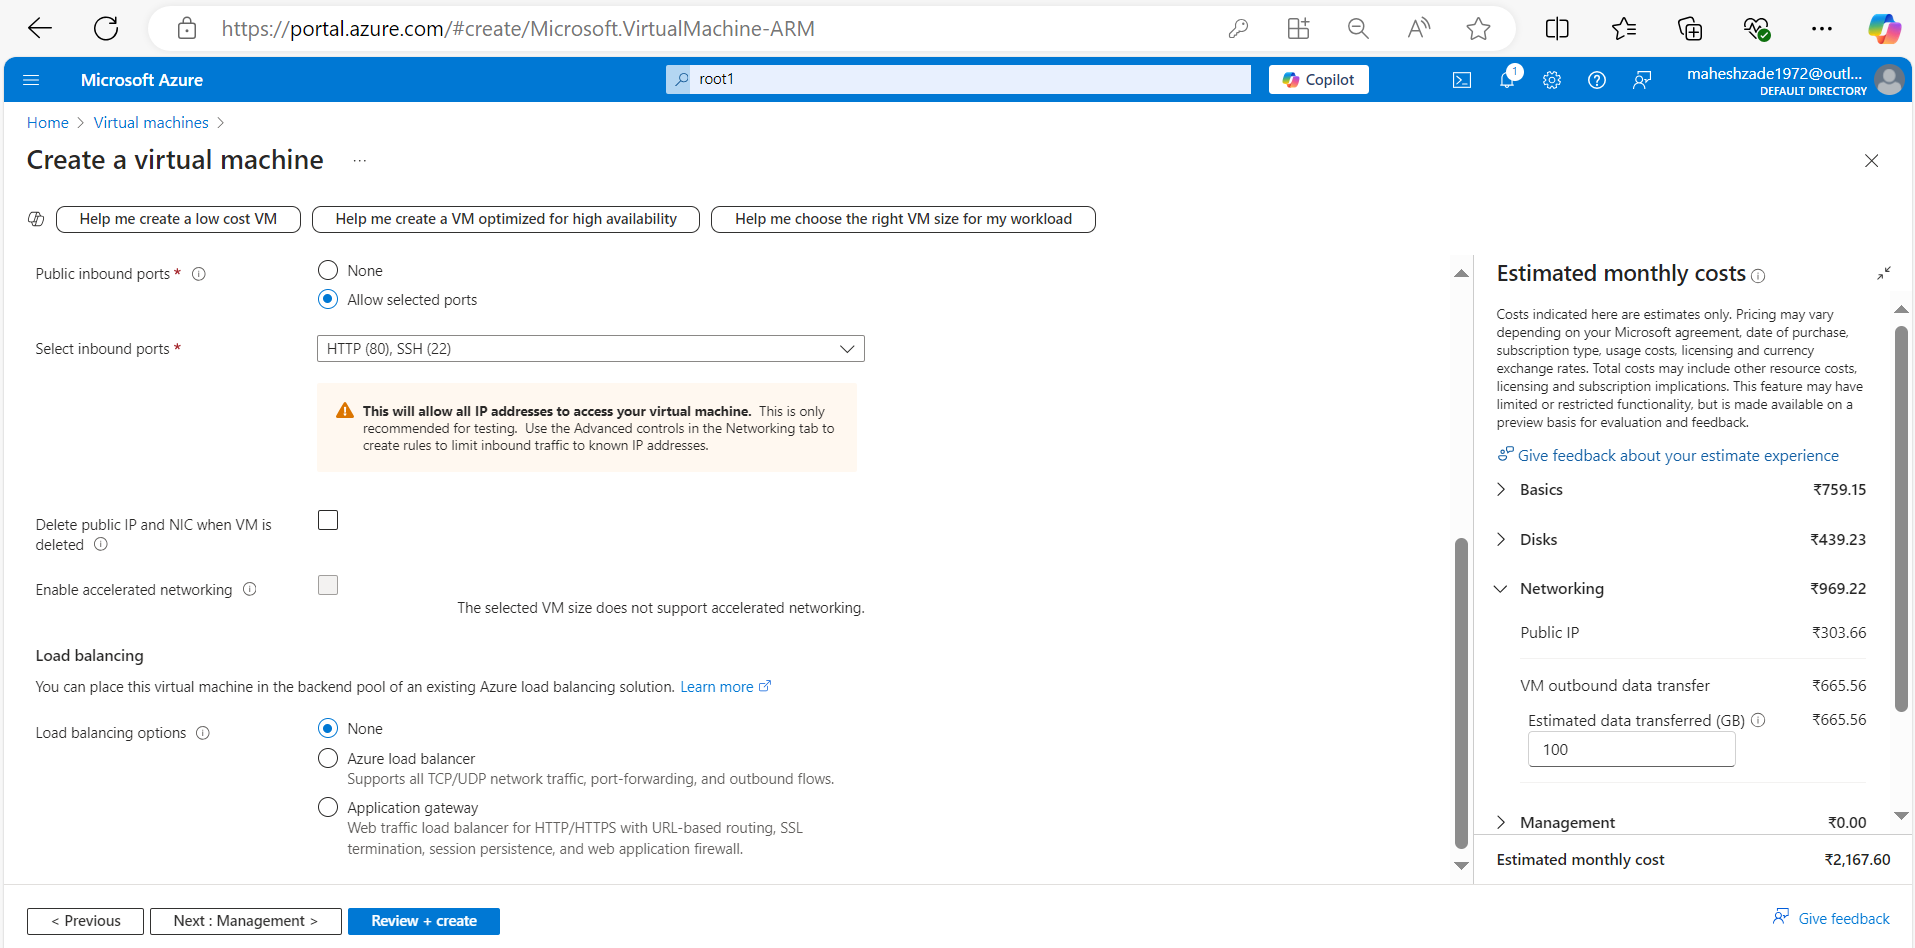 https://portal.azure.com/#create/Microsoft.VirtualMachine-ARM
Microsoft Azure
root1
Copilot
1
maheshzade1972@outl...
DEFAULT DIRECTORY
Home > Virtual machines >
Create a virtual machine ...
Help me create a low cost VM
Help me create a VM optimized for high availability
Help me choose the right VM size for my workload
Public inbound ports *
None
Allow selected ports
Select inbound ports *
HTTP (80), SSH (22)
This will allow all IP addresses to access your virtual machine. This is only
recommended for testing. Use the Advanced controls in the Networking tab to
create rules to limit inbound traffic to known IP addresses.
Delete public IP and NIC when VM is
deleted
Enable accelerated networking
The selected VM size does not support accelerated networking.
Load balancing
You can place this virtual machine in the backend pool of an existing Azure load balancing solution. Learn more
Load balancing options
None
Azure load balancer
Supports all TCP/UDP network traffic, port-forwarding, and outbound flows.
Application gateway
Web traffic load balancer for HTTP/HTTPS with URL-based routing, SSL
termination, session persistence, and web application firewall.
Estimated monthly costs
Costs indicated here are estimates only. Pricing may vary
depending on your Microsoft agreement, date of purchase,
subscription type, usage costs, licensing and currency
exchange rates. Total costs may include other resource costs,
licensing and subscription implications. This feature may have
limited or restricted functionality, but is made available on a
preview basis for evaluation and feedback.
Give feedback about your estimate experience
Basics ₹759.15
Disks ₹439.23
Networking ₹969.22
Public IP ₹303.66
VM outbound data transfer ₹665.56
Estimated data transferred (GB) ₹665.56
100
Management ₹0.00
Estimated monthly cost ₹2,167.60
< Previous
Next : Management >
Review + create
Give feedback